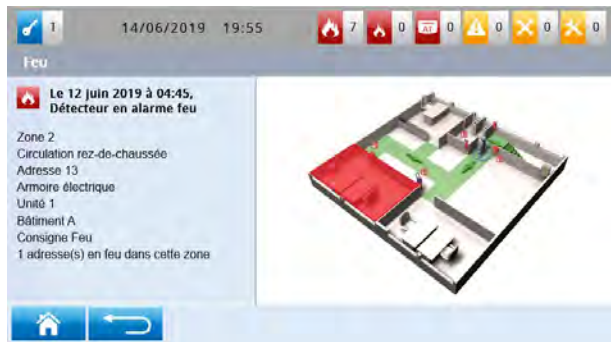 1 14/06/2019 19:55 7 0 AT 0 0 0 0
Feu
Le 12 juin 2019 à 04:45,
Détecteur en alarme feu
Zone 2
Circulation rez-de-chaussée
Adresse 13
Armoire électrique
Unité 1
Bâtiment A
Consigne Feu
1 adresse(s) en feu dans cette zone